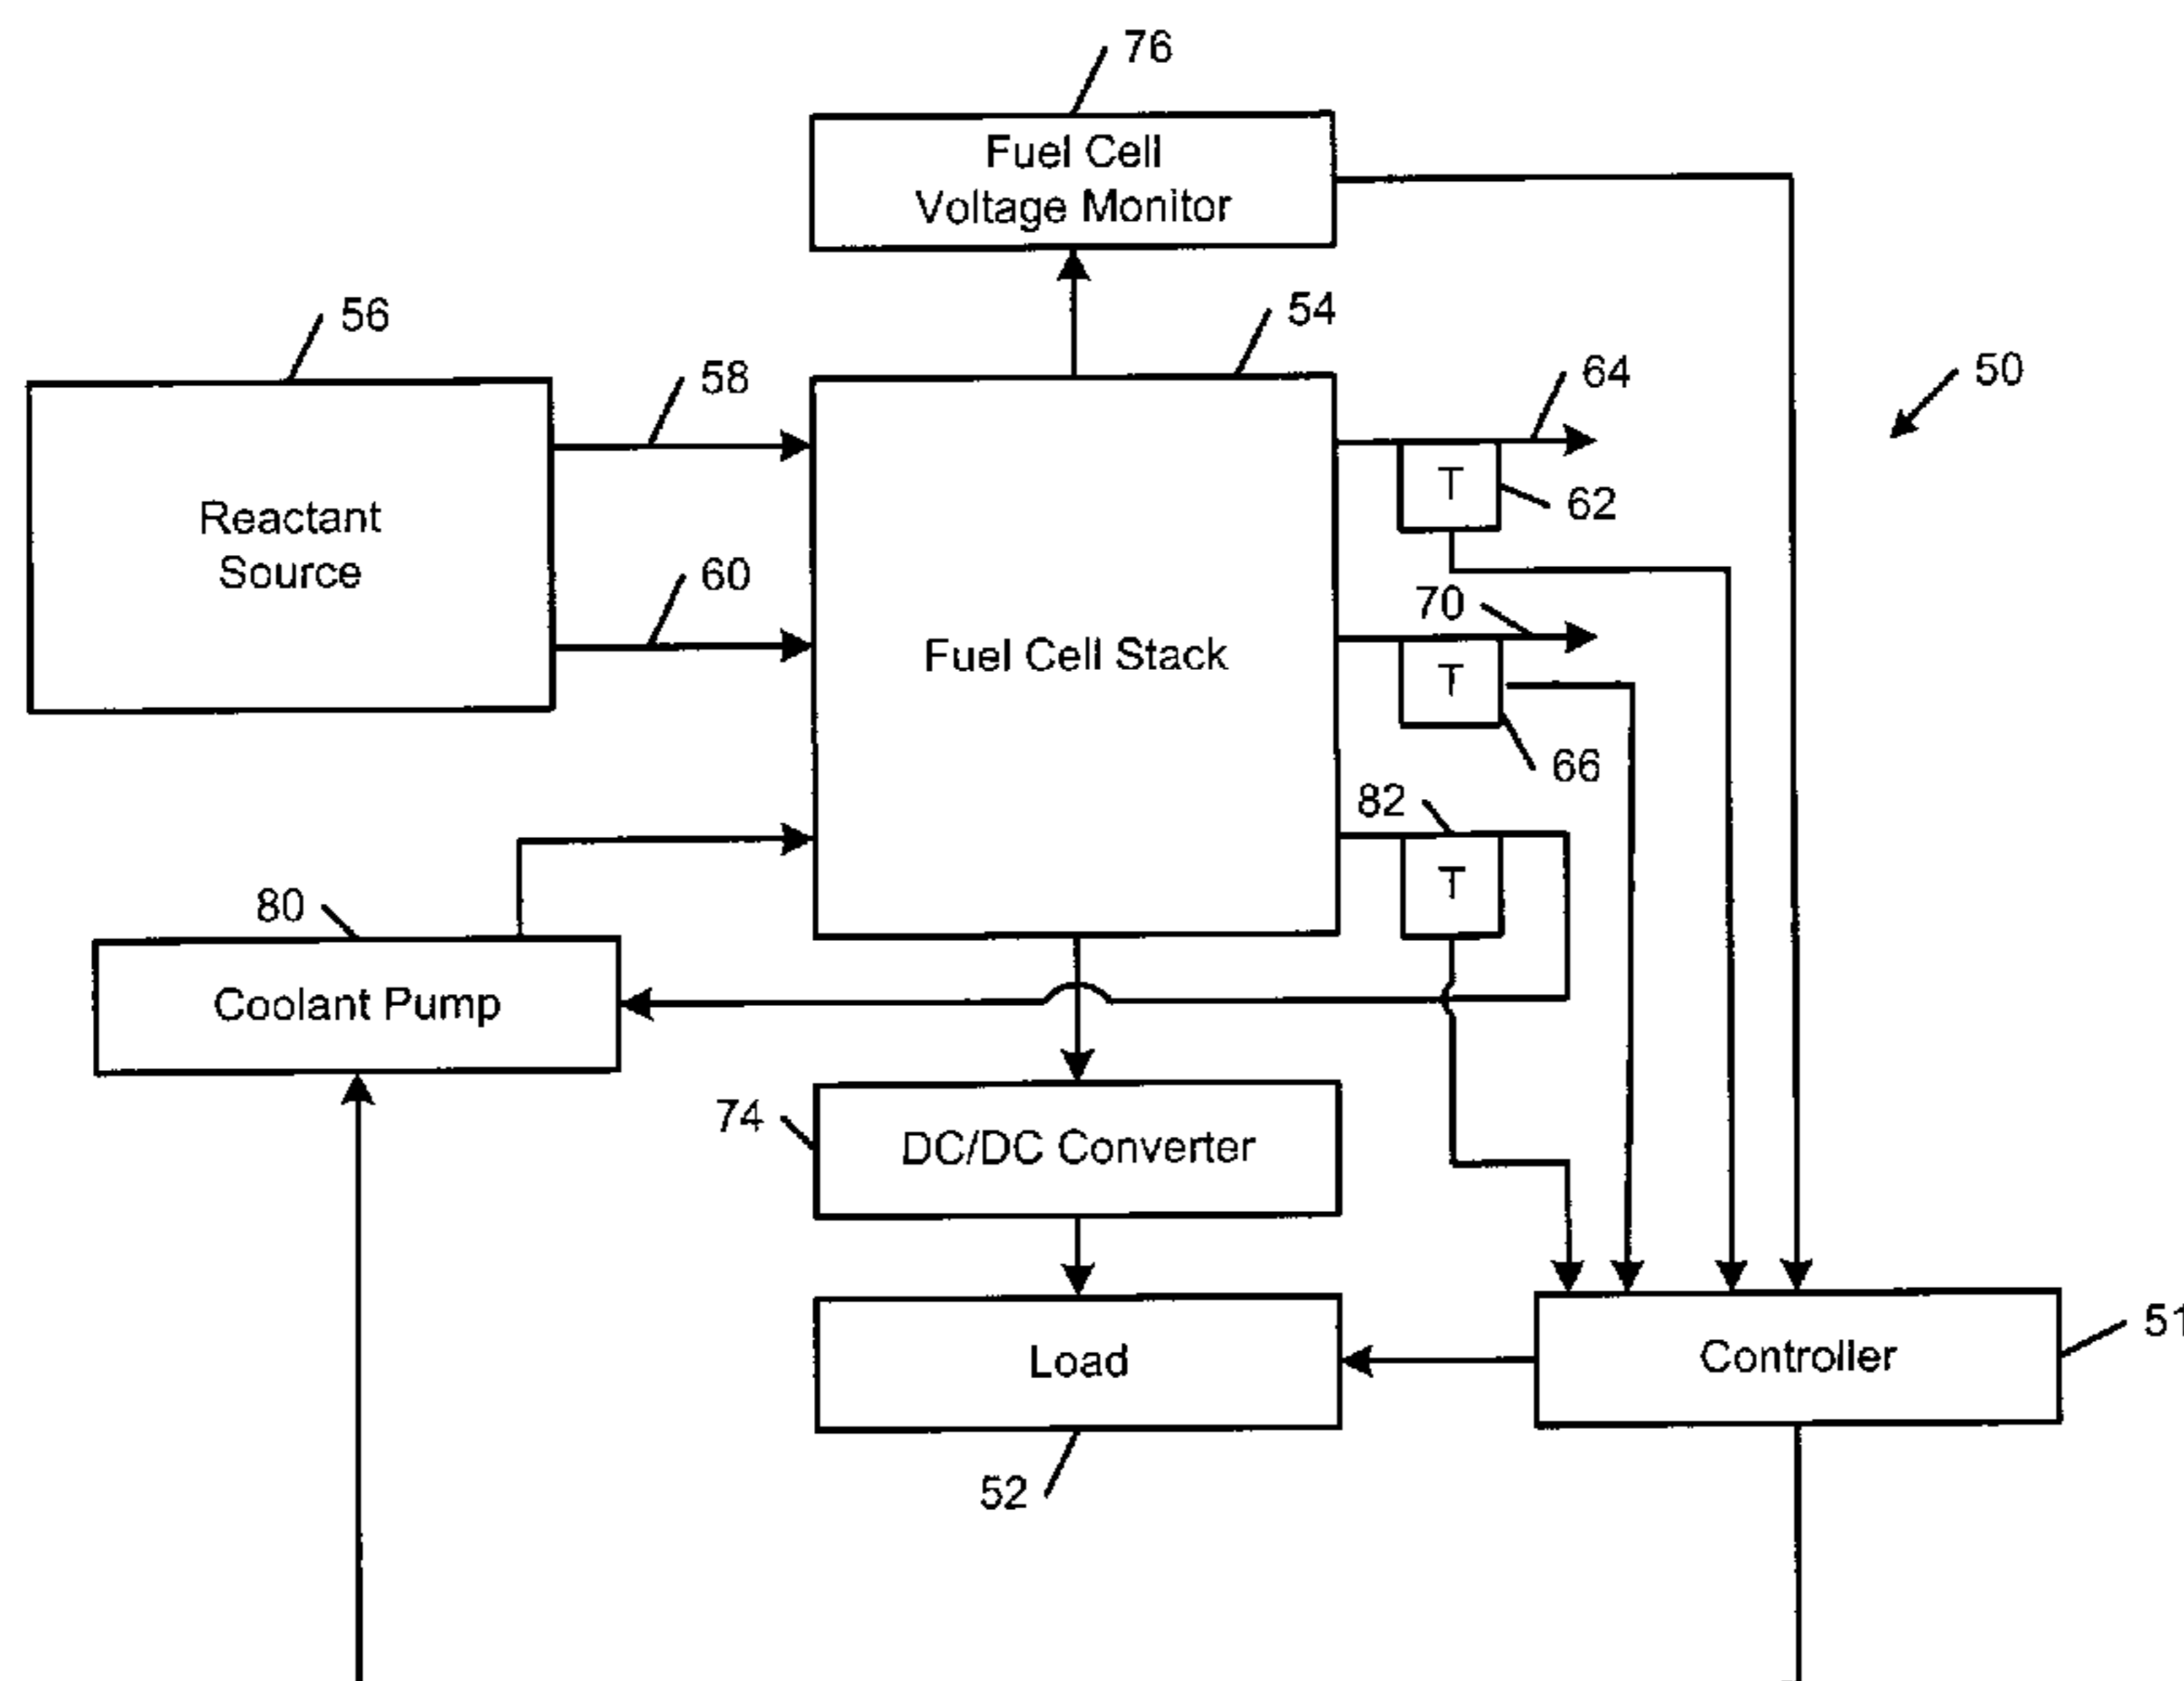 76
Fuel Cell
Voltage Monitor
56
54
58
64
50
T
62
Reactant
Source
60
70
Fuel Cell Stack
T
66
82
T
80
Coolant Pump
74
DC/DC Converter
51
Load
Controller
52